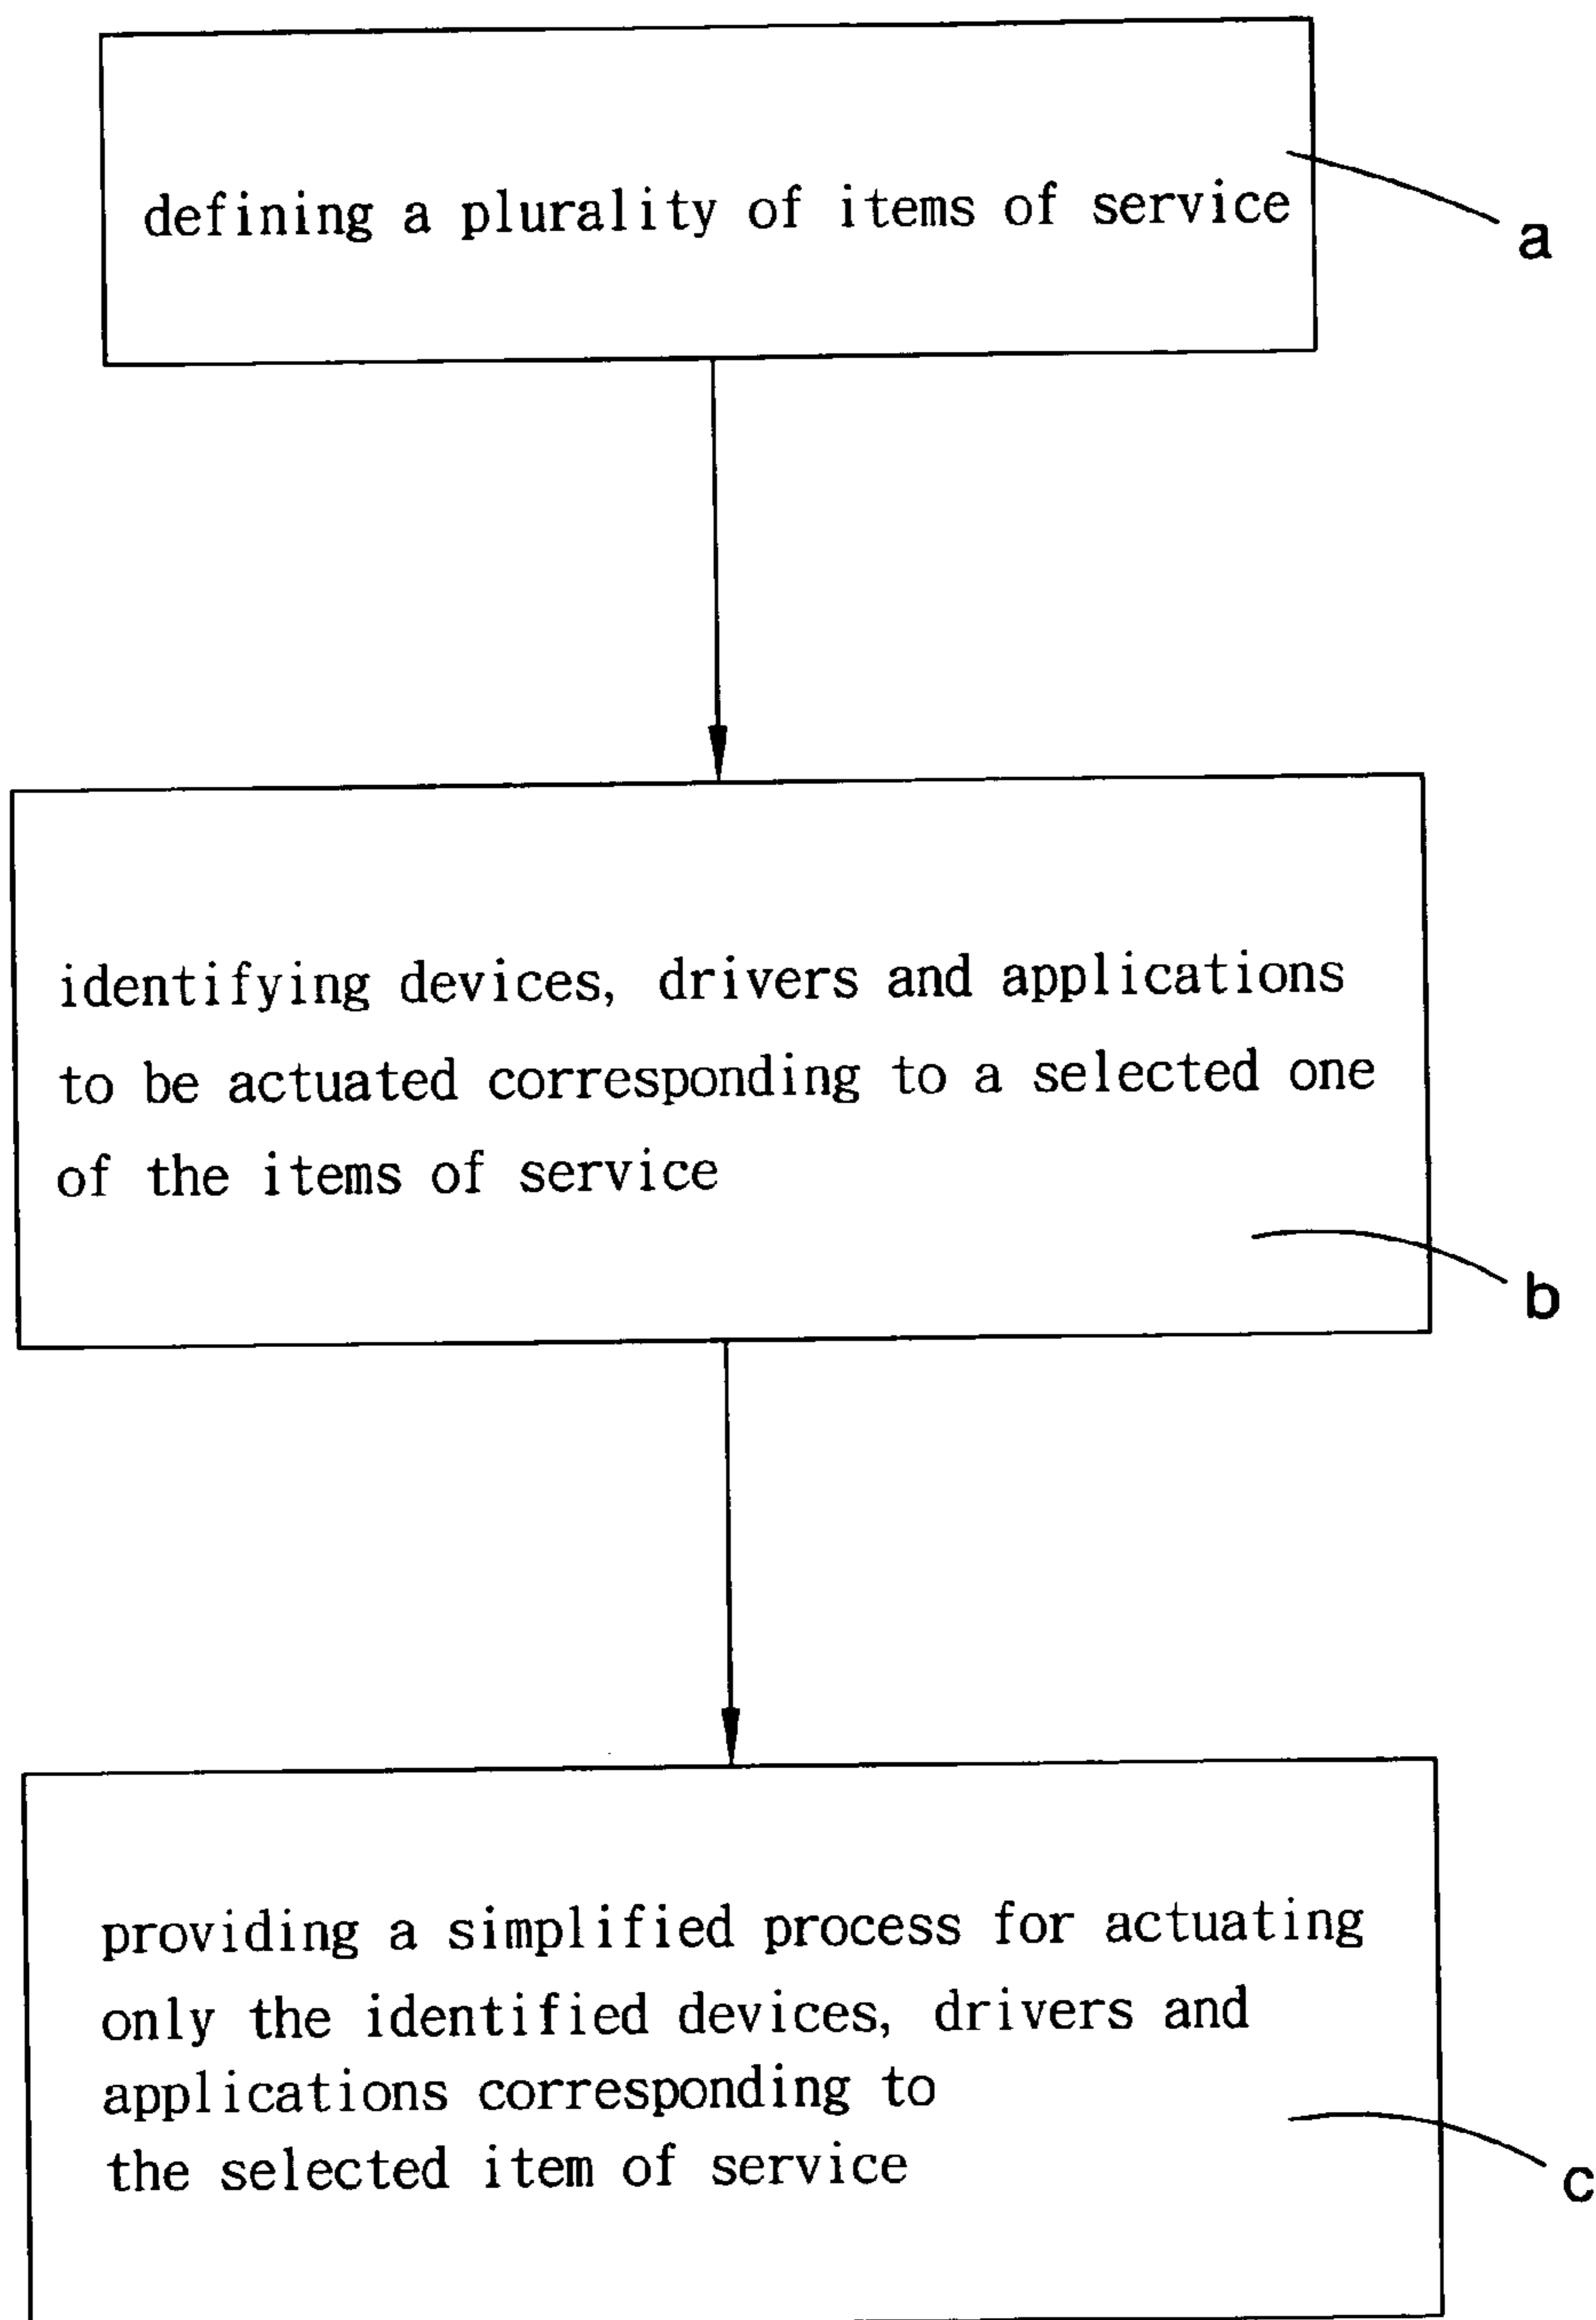 defining a plurality of items of service
a
identifying devices, drivers and applications
to be actuated corresponding to a selected one
of the items of service
b
providing a simplified process for actuating
only the identified devices, drivers and
applications corresponding to
the selected item of service
c